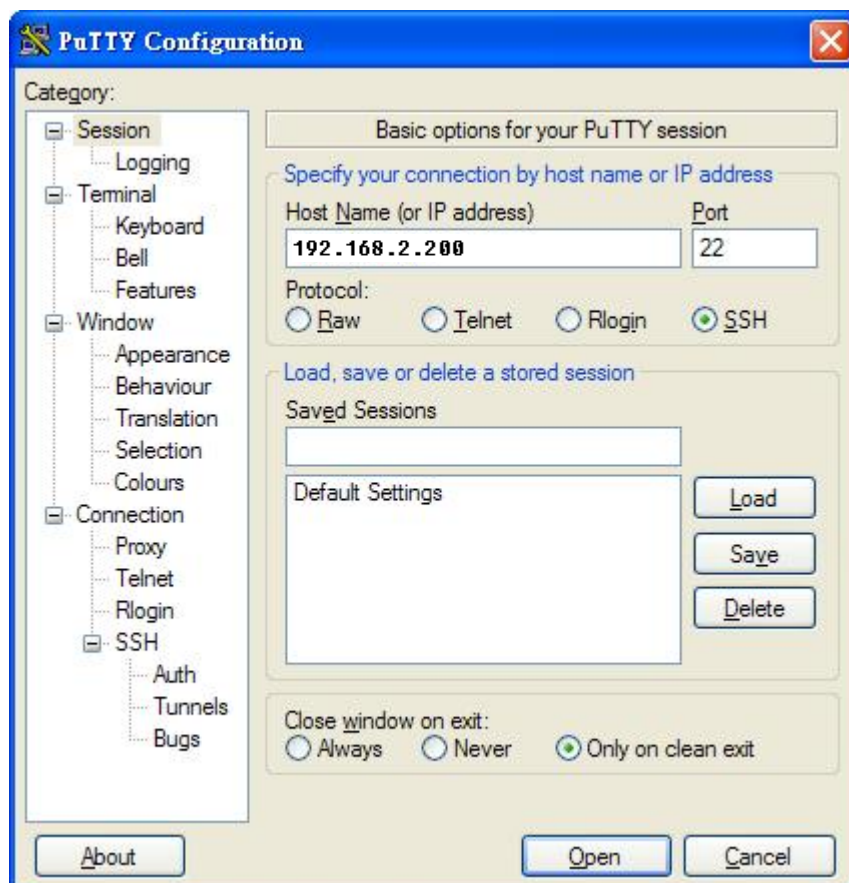 PuTTY Configuration
Category:
Session
Logging
Terminal
Keyboard
Bell
Features
Window
Appearance
Behaviour
Translation
Selection
Colours
Connection
Proxy
Telnet
Rlogin
SSH
Auth
Tunnels
Bugs
Basic options for your PuTTY session
Specify your connection by host name or IP address
Host Name (or IP address) Port
192.168.2.200 22
Protocol:
Raw Telnet Rlogin SSH
Load, save or delete a stored session
Saved Sessions
Default Settings
Load
Save
Delete
Close window on exit:
Always Never Only on clean exit
About Open Cancel